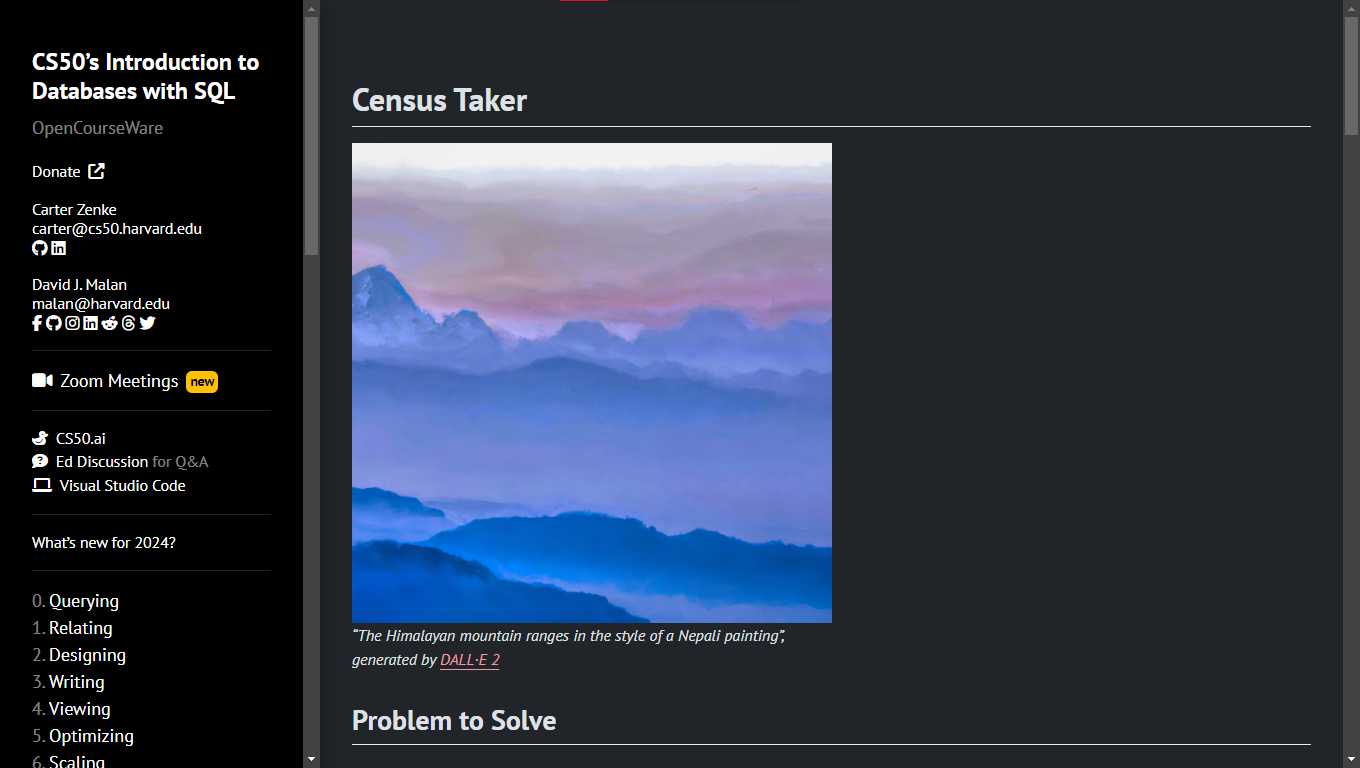 CS50’s Introduction to
Databases with SQL
OpenCourseWare
Donate
Carter Zenke
carter@cs50.harvard.edu
David J. Malan
malan@harvard.edu
Zoom Meetings new
CS50.ai
Ed Discussion for Q&A
Visual Studio Code
What’s new for 2024?
0. Querying
1. Relating
2. Designing
3. Writing
4. Viewing
5. Optimizing
6. Scaling
Census Taker
“The Himalayan mountain ranges in the style of a Nepali painting”,
generated by DALL·E 2
Problem to Solve